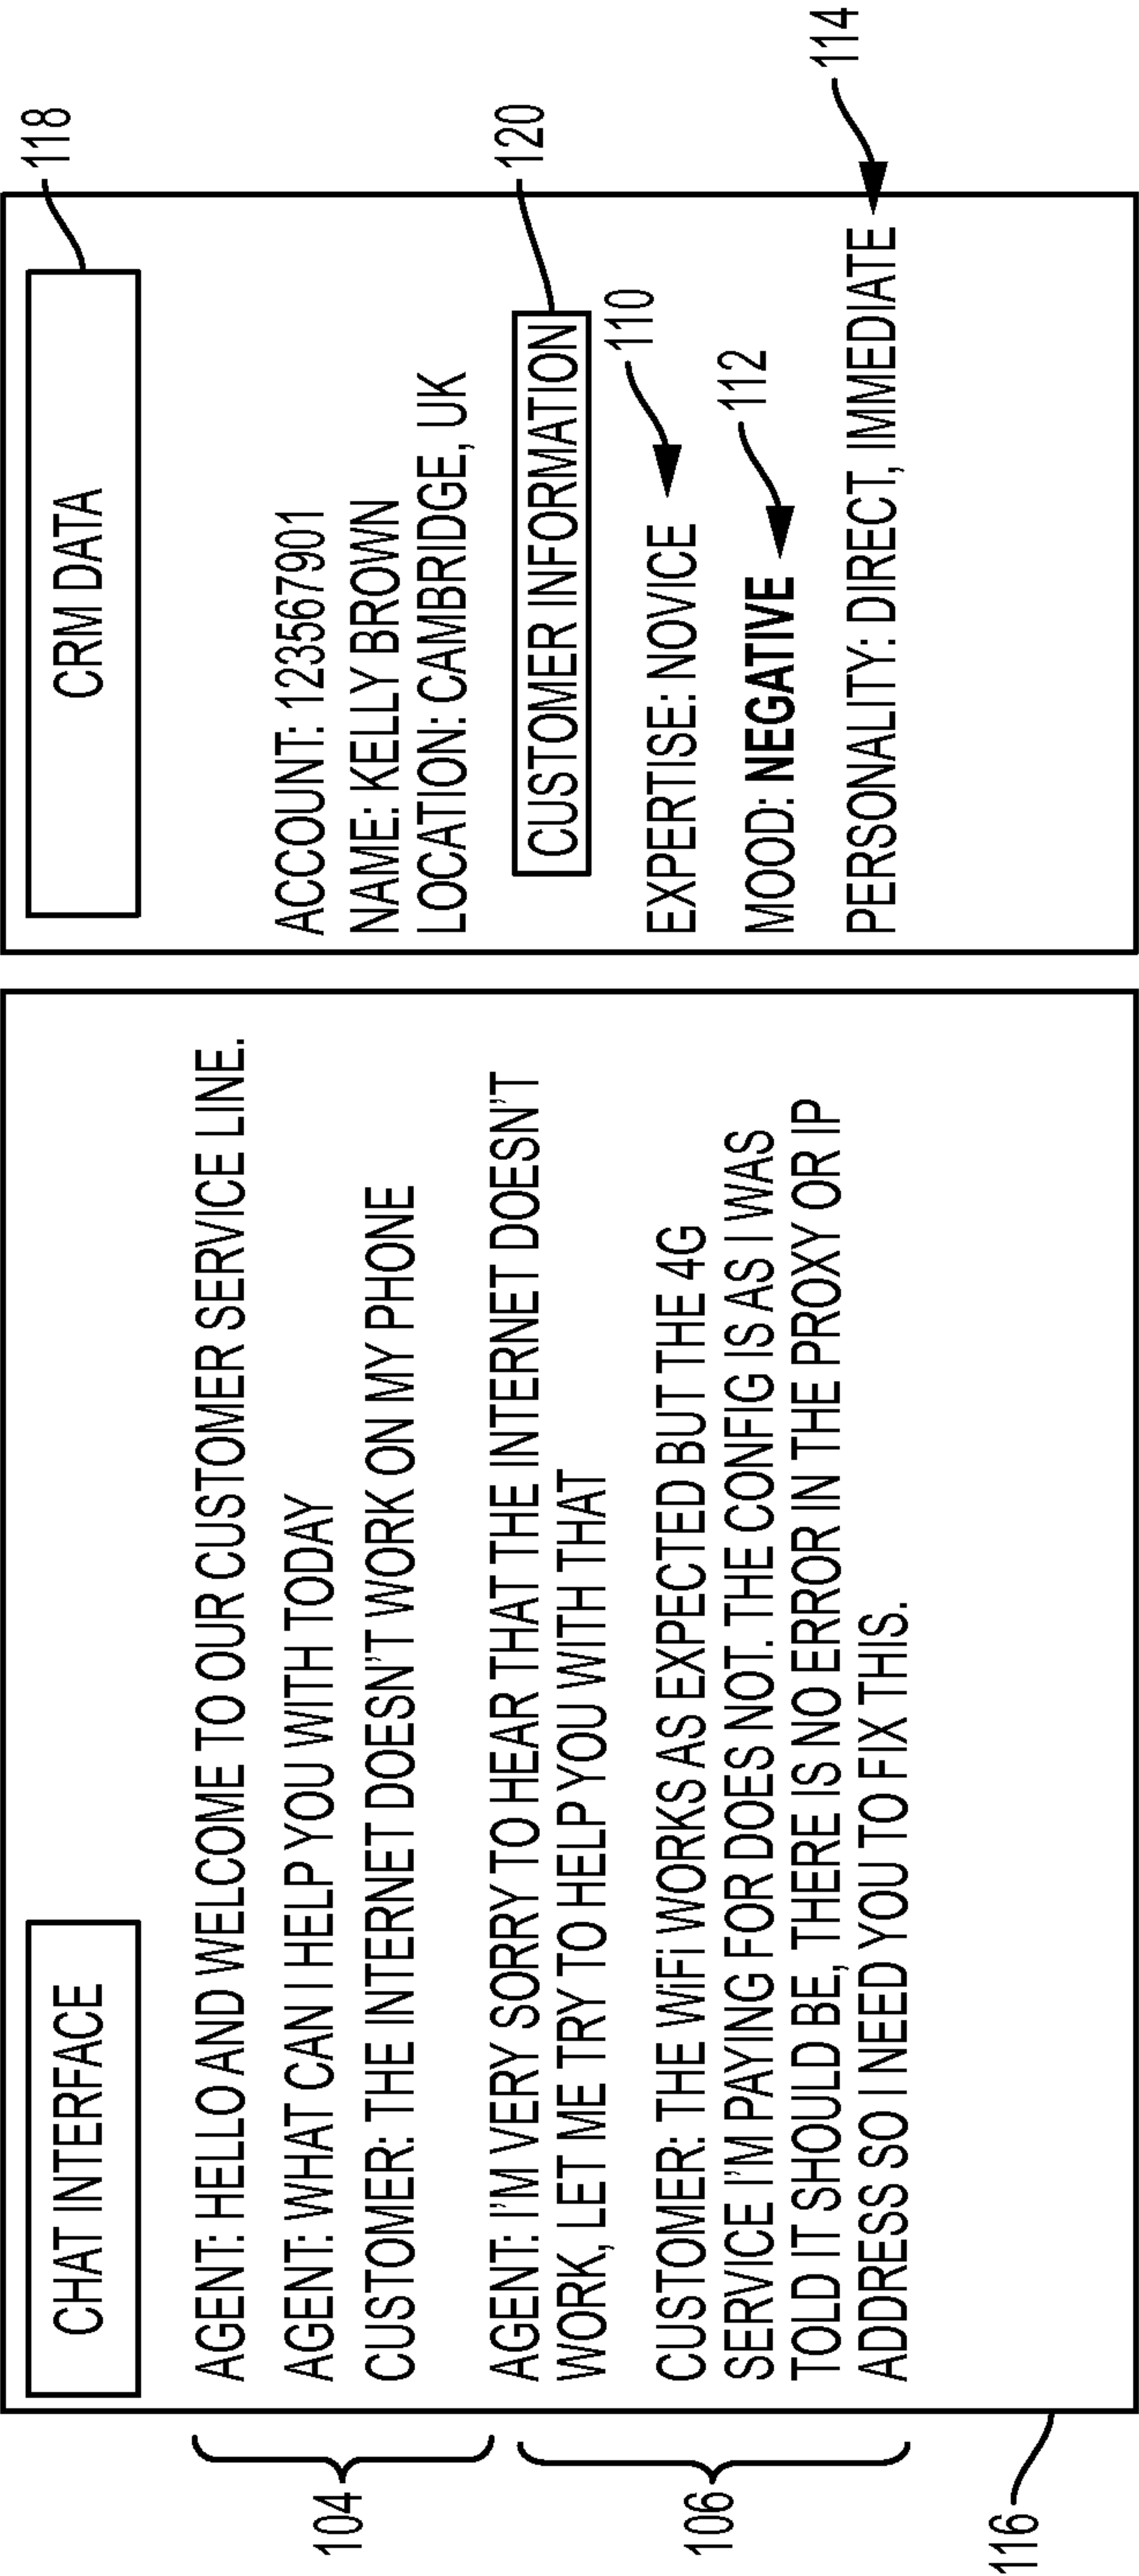 CHAT INTERFACE
AGENT: HELLO AND WELCOME TO OUR CUSTOMER SERVICE LINE.
AGENT: WHAT CAN I HELP YOU WITH TODAY
CUSTOMER: THE INTERNET DOESN'T WORK ON MY PHONE
AGENT: I'M VERY SORRY TO HEAR THAT THE INTERNET DOESN'T
WORK, LET ME TRY TO HELP YOU WITH THAT
CUSTOMER: THE WiFi WORKS AS EXPECTED BUT THE 4G
SERVICE I'M PAYING FOR DOES NOT. THE CONFIG IS AS I WAS
TOLD IT SHOULD BE, THERE IS NO ERROR IN THE PROXY OR IP
ADDRESS SO I NEED YOU TO FIX THIS.
104
106
116
CRM DATA
118
ACCOUNT: 123567901
NAME: KELLY BROWN
LOCATION: CAMBRIDGE, UK
CUSTOMER INFORMATION
120
EXPERTISE: NOVICE
110
MOOD: NEGATIVE
112
PERSONALITY: DIRECT, IMMEDIATE
114